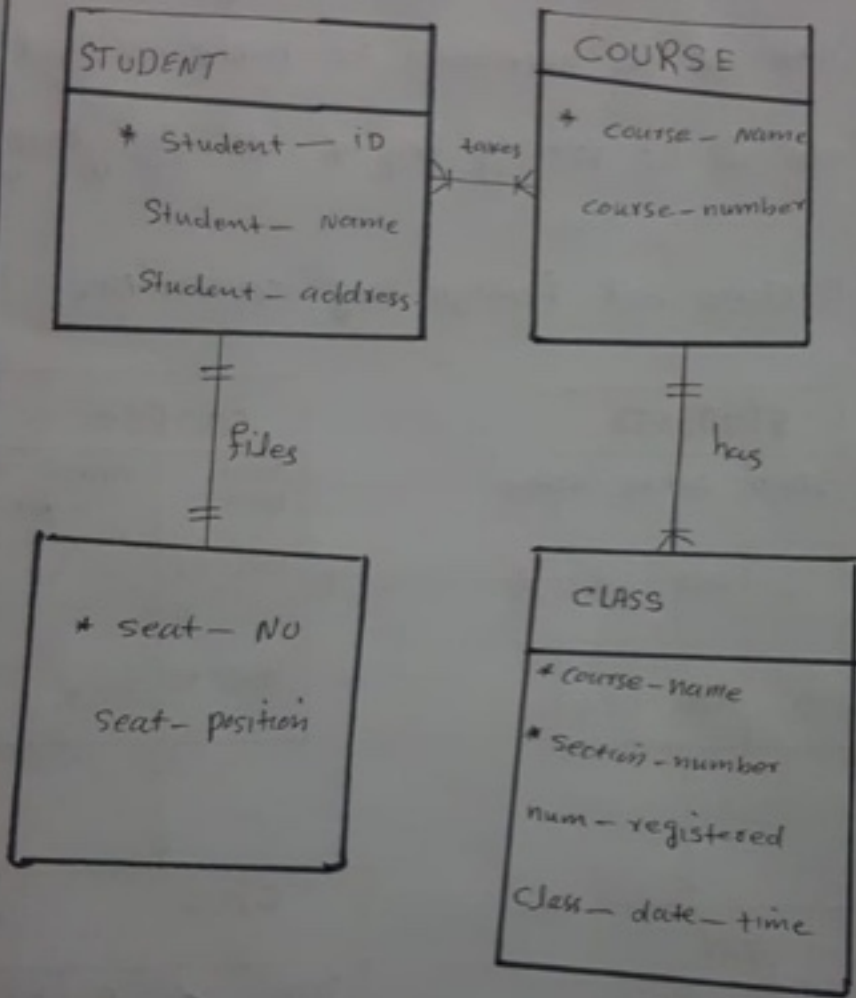 STUDENT
* Student — iD
Student — Name
Student — address
takes
COURSE
* course — Name
course — number
files
has
* seat — NO
seat — position
CLASS
* course — name
* section — number
num — registered
class — date — time